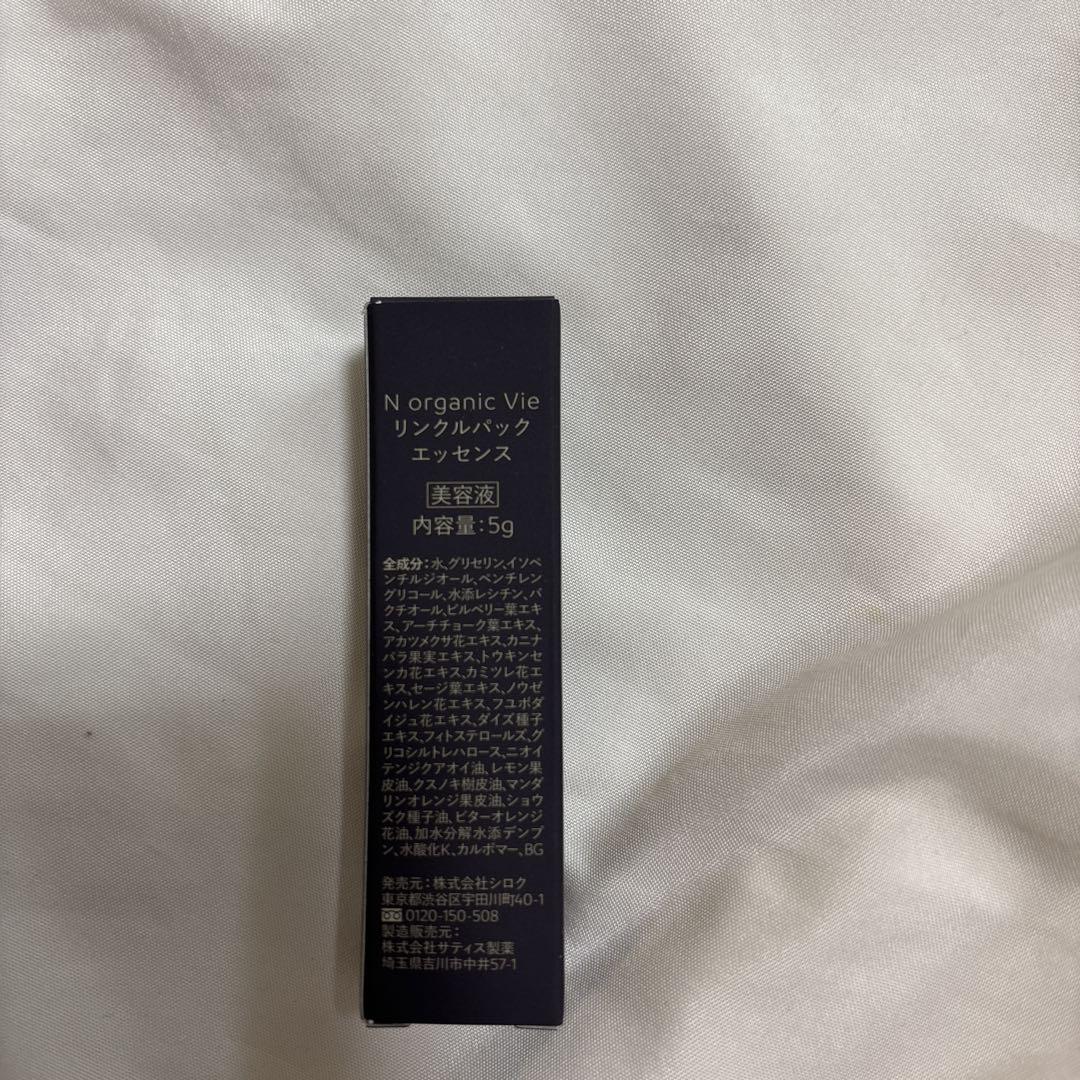 N organic Vie
リンクルパック
エッセンス
美容液
内容量:5g
全成分:水、グリセリン、イソペ
ンチルジオール、ペンチレン
グリコール、水添レシチン、バ
クチオール、ビルベリー葉エキ
ス、アーチチョーク葉エキス、
アカツメクサ花エキス、カニナ
バラ果実エキス、トウキンセ
ンカ花エキス、カミツレ花エ
キス、セージ葉エキス、ノウゼ
ンハレン花エキス、フユボダ
イジュ花エキス、ダイズ種子
エキス、フィトステロールズ、グ
リコシルトレハロース、ニオイ
テンジクアオイ油、レモン果
皮油、クスノキ樹皮油、マンダ
リンオレンジ果皮油、ショウ
ズク種子油、ビターオレンジ
花油、加水分解水添デンプ
ン、水酸化K、カルボマー、BG
発売元:株式会社シロク
東京都渋谷区宇田川町40-1
0120-150-508
製造販売元:
株式会社サティス製薬
埼玉県吉川市中井57-1